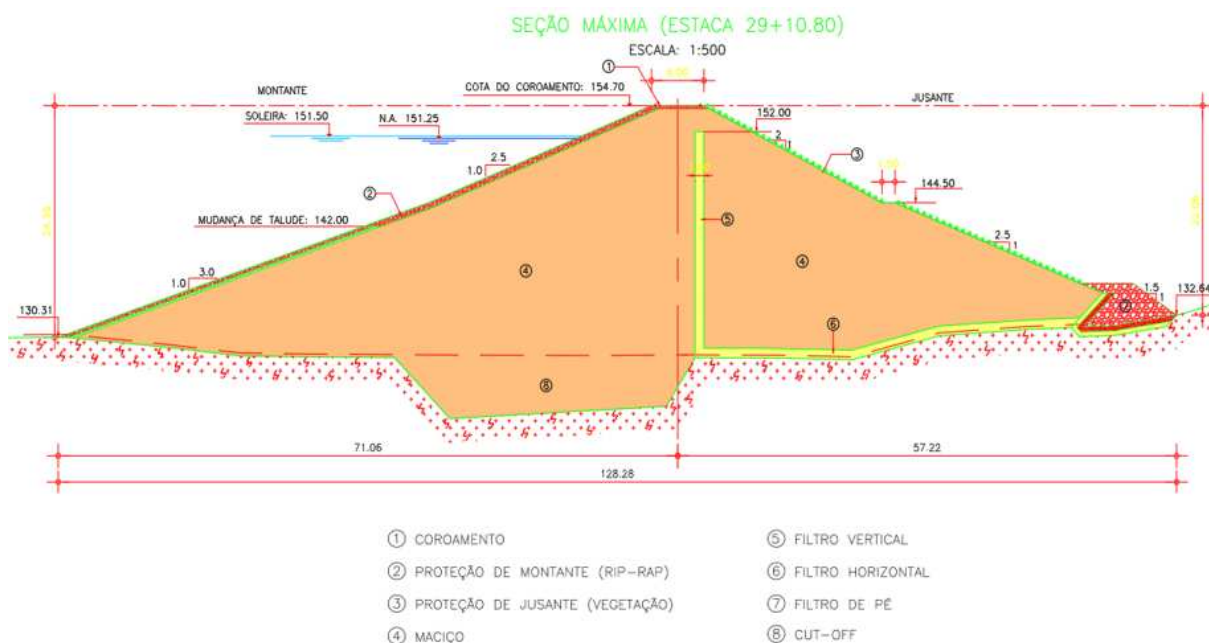 SEÇÃO MÁXIMA (ESTACA 29+10.80)
ESCALA: 1:500
1
6.00
MONTANTE
COTA DO COROAMENTO: 154.70
JUSANTE
SOLEIRA: 151.50
N.A. 151.25
152.00
2
1
3
2.5
1.0
144.50
2
MUDANÇA DE TALUDE: 142.00
5
2.5
1
4
4
3.0
1.0
1.5
1
132.64
7
130.31
6
8
71.06
57.22
128.28
1 COROAMENTO
2 PROTEÇÃO DE MONTANTE (RIP-RAP)
3 PROTEÇÃO DE JUSANTE (VEGETAÇÃO)
4 MACIÇO
5 FILTRO VERTICAL
6 FILTRO HORIZONTAL
7 FILTRO DE PÉ
8 CUT-OFF